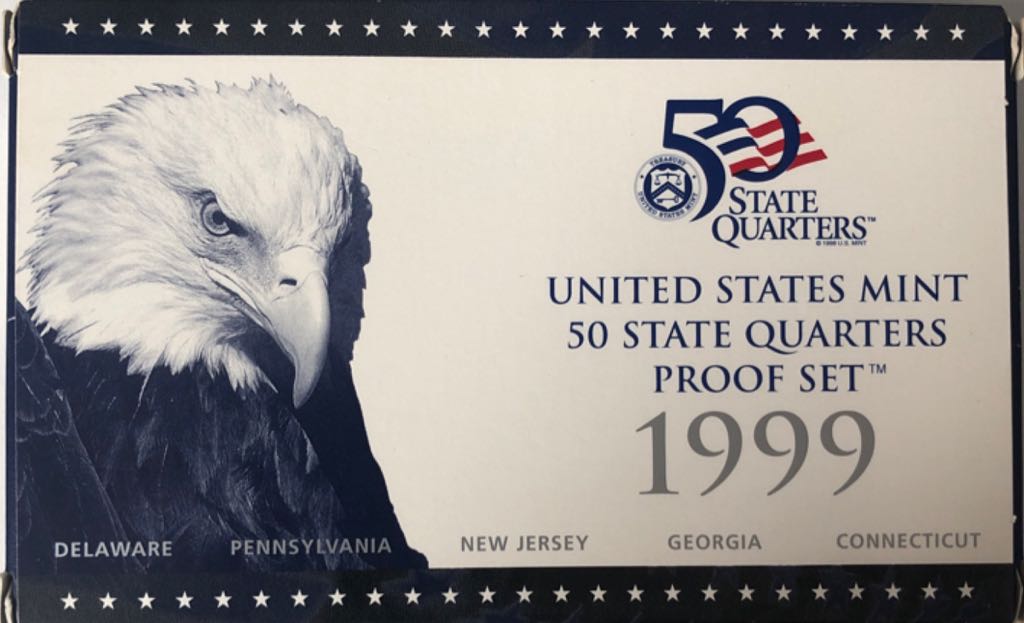 50
TREASURY
UNITED STATES MINT
STATE
QUARTERS™
© 1998 U.S. MINT
UNITED STATES MINT
50 STATE QUARTERS
PROOF SET™
1999
DELAWARE PENNSYLVANIA NEW JERSEY GEORGIA CONNECTICUT